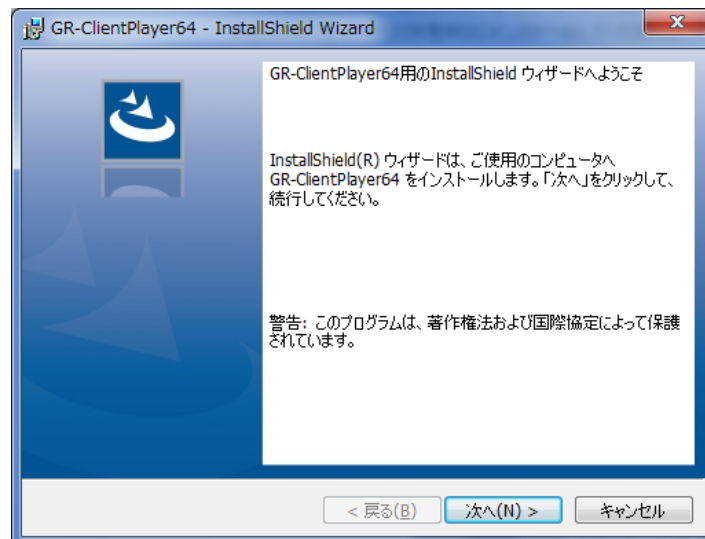 GR-ClientPlayer64 - InstallShield Wizard
GR-ClientPlayer64用のInstallShield ウィザードへようこそ
InstallShield(R) ウィザードは、ご使用のコンピュータへ
GR-ClientPlayer64 をインストールします。「次へ」をクリックして、
続行してください。
警告: このプログラムは、著作権法および国際協定によって保護
されています。
< 戻る(B)
次へ(N) >
キャンセル